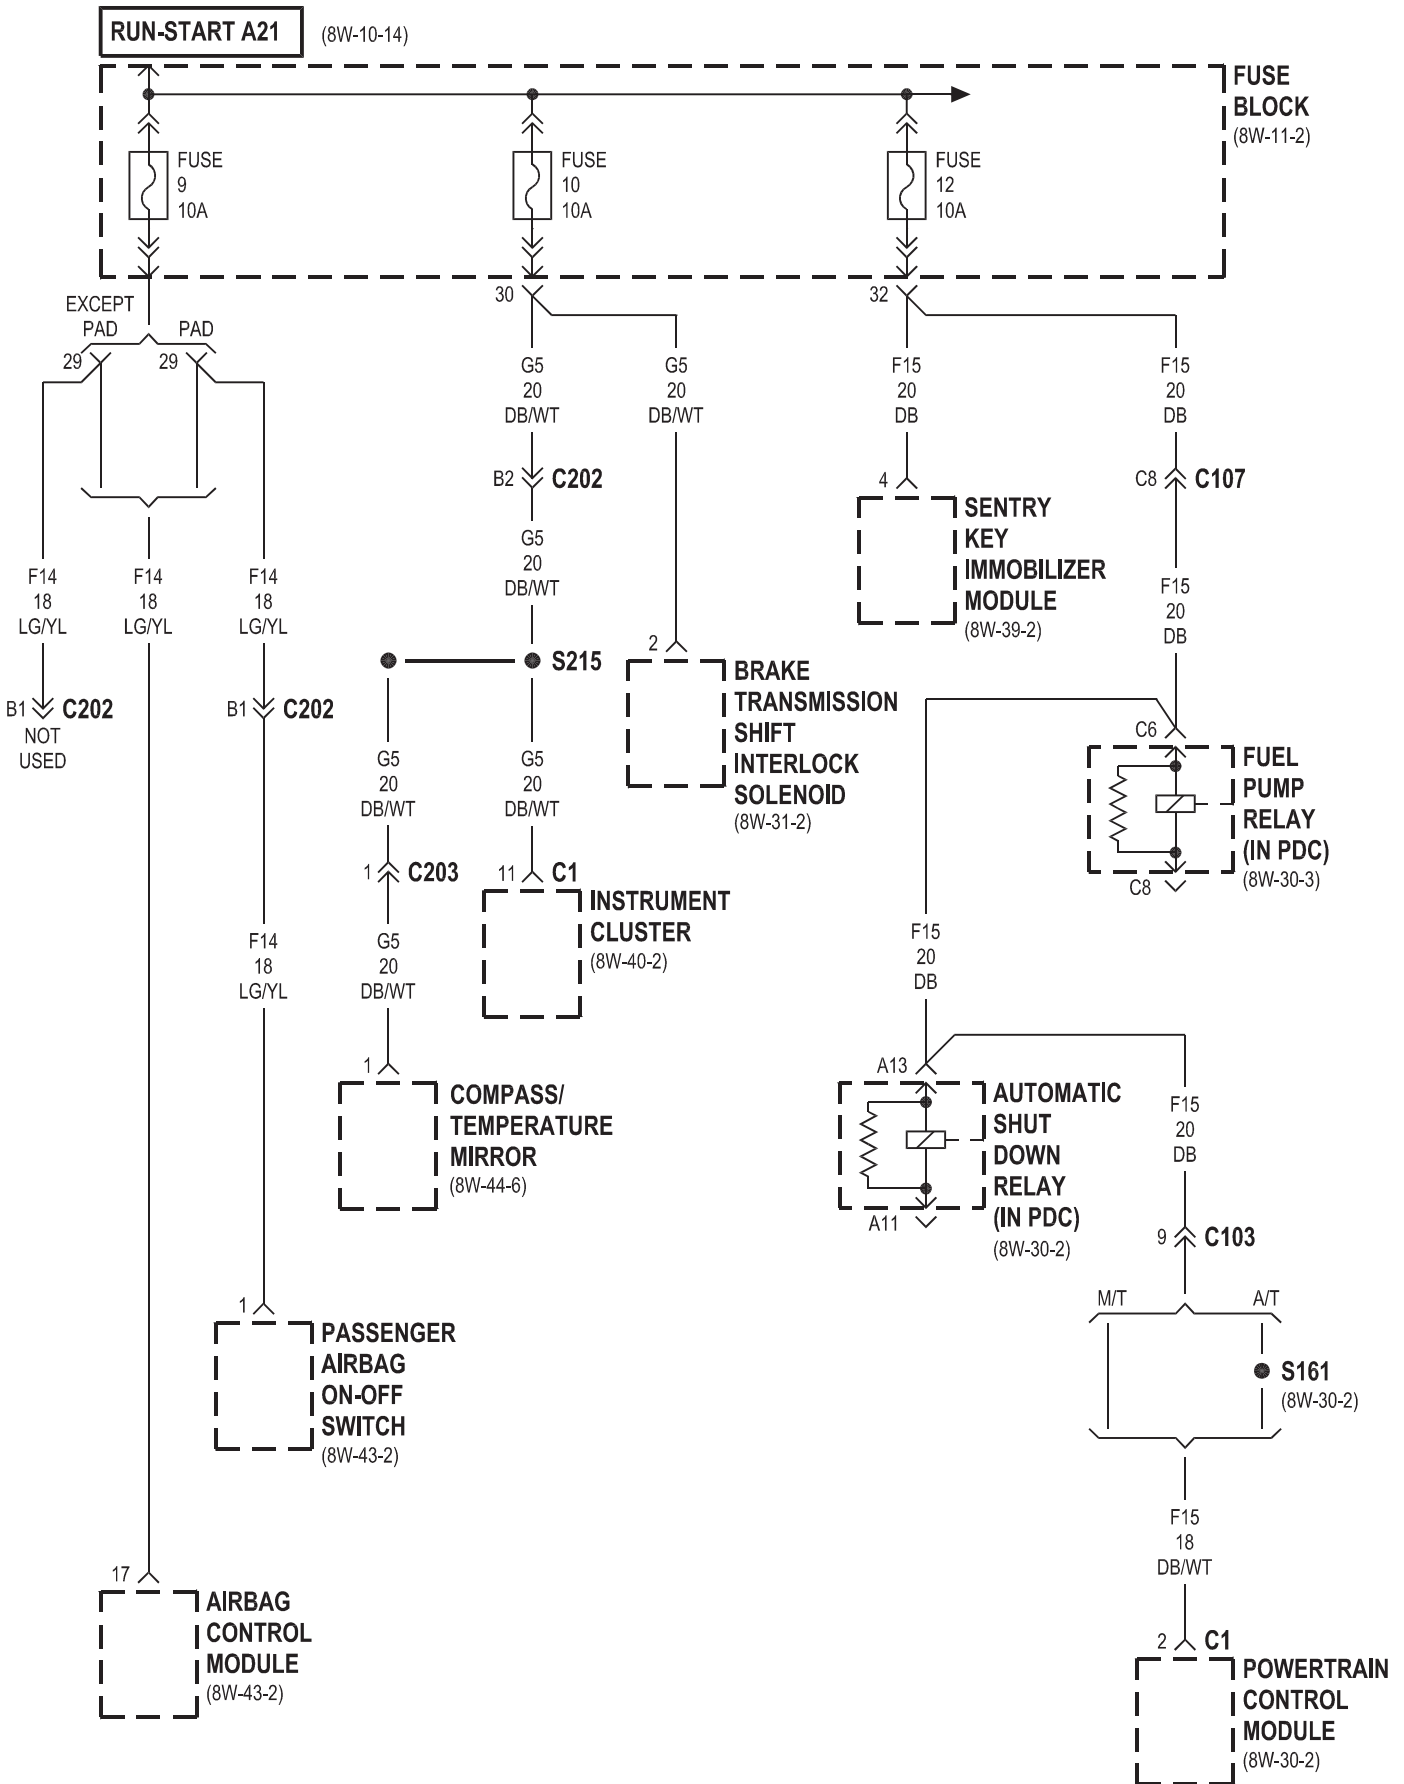 RUN-START A21
(8W-10-14)
FUSE
BLOCK
(8W-11-2)
FUSE
9
10A
FUSE
10
10A
FUSE
12
10A
EXCEPT
PAD
PAD
29
29
30
32
G5
20
DB/WT
G5
20
DB/WT
F15
20
DB
F15
20
DB
B2
C202
4
C8
C107
SENTRY
KEY
IMMOBILIZER
MODULE
(8W-39-2)
G5
20
DB/WT
F14
18
LG/YL
F14
18
LG/YL
F14
18
LG/YL
F15
20
DB
S215
2
BRAKE
TRANSMISSION
SHIFT
INTERLOCK
SOLENOID
(8W-31-2)
B1
C202
NOT
USED
B1
C202
C6
FUEL
PUMP
RELAY
(IN PDC)
(8W-30-3)
C8
G5
20
DB/WT
G5
20
DB/WT
1
C203
11
C1
INSTRUMENT
CLUSTER
(8W-40-2)
F14
18
LG/YL
G5
20
DB/WT
F15
20
DB
1
COMPASS/
TEMPERATURE
MIRROR
(8W-44-6)
A13
AUTOMATIC
SHUT
DOWN
RELAY
(IN PDC)
(8W-30-2)
A11
F15
20
DB
9
C103
M/T
A/T
1
PASSENGER
AIRBAG
ON-OFF
SWITCH
(8W-43-2)
S161
(8W-30-2)
F15
18
DB/WT
17
AIRBAG
CONTROL
MODULE
(8W-43-2)
2
C1
POWERTRAIN
CONTROL
MODULE
(8W-30-2)